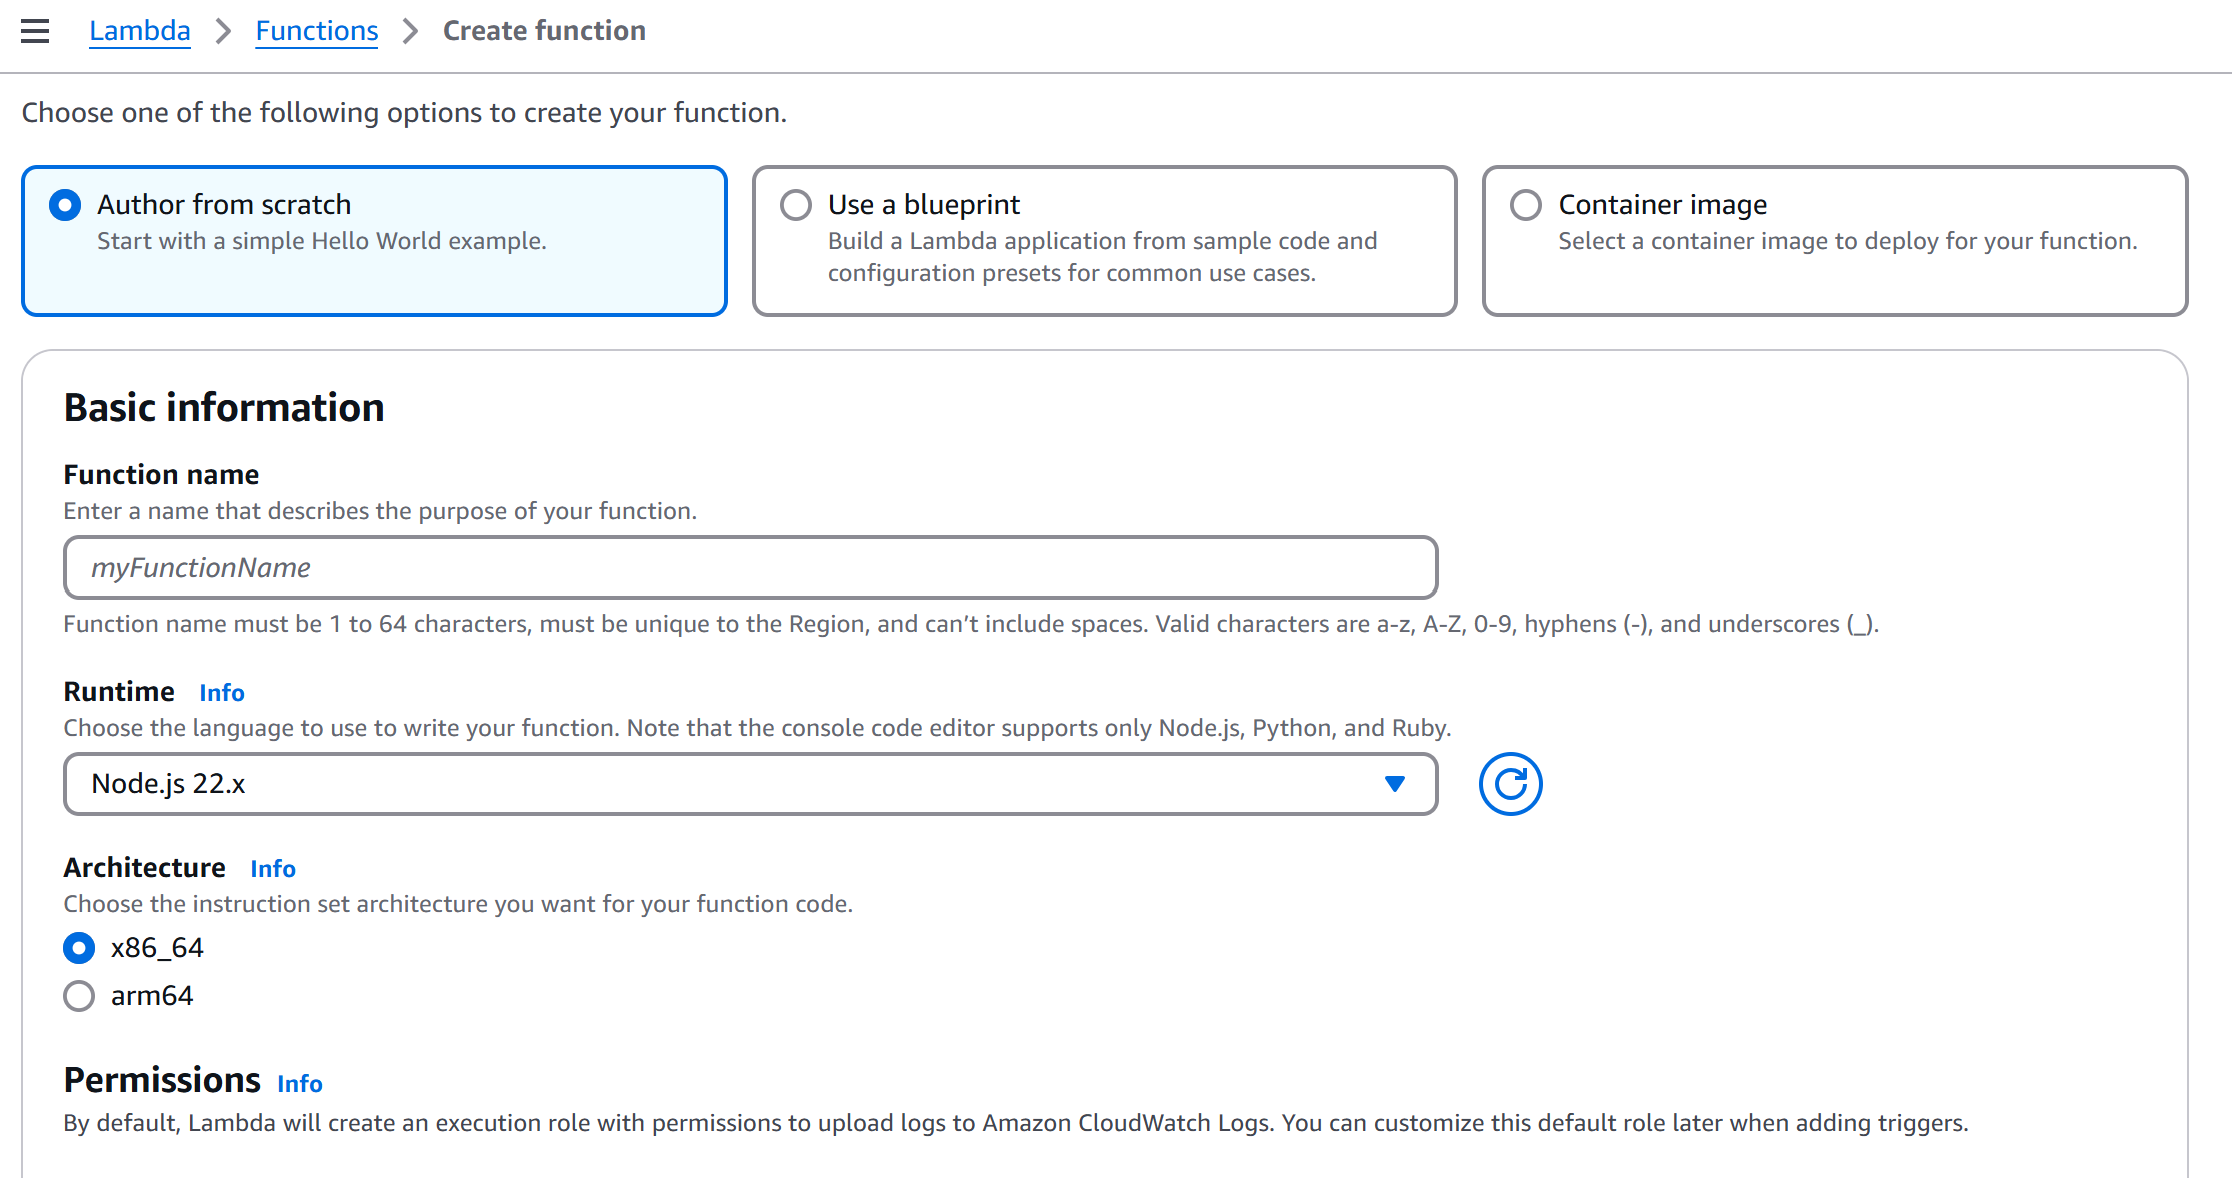 Lambda > Functions > Create function
Choose one of the following options to create your function.
Author from scratch
Start with a simple Hello World example.
Use a blueprint
Build a Lambda application from sample code and
configuration presets for common use cases.
Container image
Select a container image to deploy for your function.
Basic information
Function name
Enter a name that describes the purpose of your function.
myFunctionName
Function name must be 1 to 64 characters, must be unique to the Region, and can’t include spaces. Valid characters are a-z, A-Z, 0-9, hyphens (-), and underscores (_).
Runtime Info
Choose the language to use to write your function. Note that the console code editor supports only Node.js, Python, and Ruby.
Node.js 22.x
Architecture Info
Choose the instruction set architecture you want for your function code.
x86_64
arm64
Permissions Info
By default, Lambda will create an execution role with permissions to upload logs to Amazon CloudWatch Logs. You can customize this default role later when adding triggers.